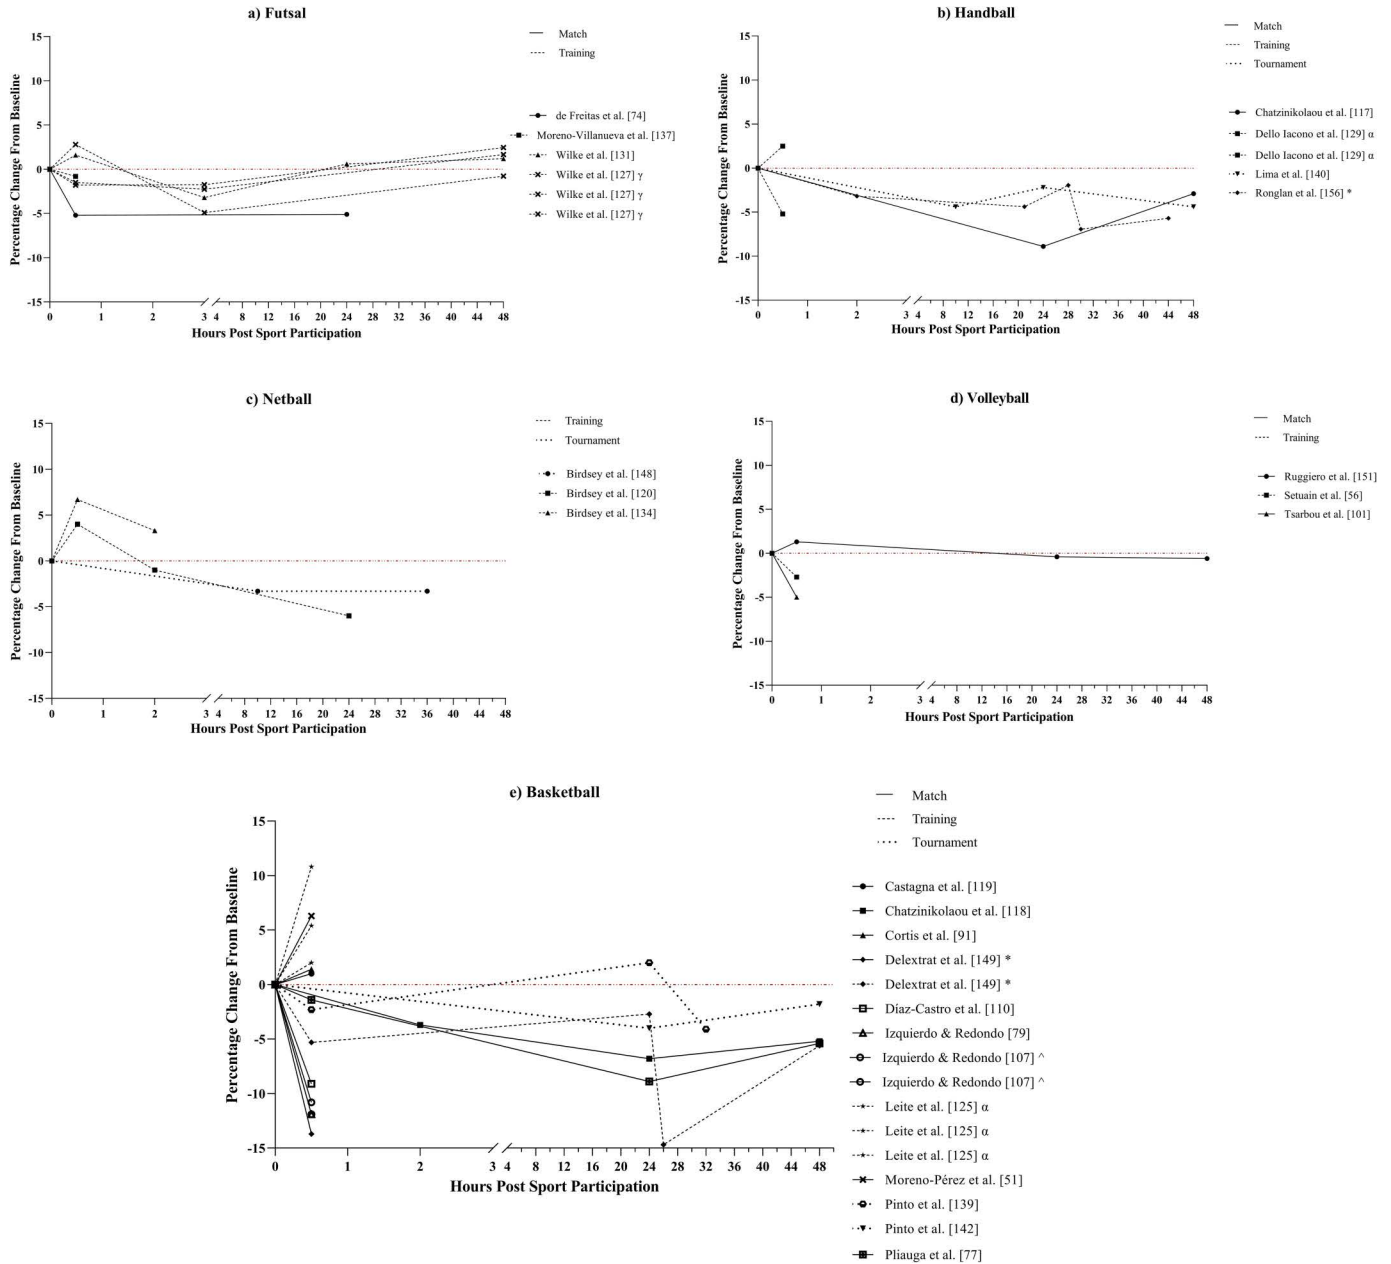 a) Futsal
15
10
5
0
-5
-10
-15
Percentage Change From Baseline
0 1 2 3 4 8 12 16 20 24 28 32 36 40 44 48
Hours Post Sport Participation
Match
Training
de Freitas et al. [74]
Moreno-Villanueva et al. [137]
Wilke et al. [131]
Wilke et al. [127] γ
Wilke et al. [127] γ
Wilke et al. [127] γ
b) Handball
15
10
5
0
-5
-10
-15
Percentage Change From Baseline
0 1 2 3 4 8 12 16 20 24 28 32 36 40 44 48
Hours Post Sport Participation
Match
Training
Tournament
Chatzinikolaou et al. [117]
Dello Iacono et al. [129] α
Dello Iacono et al. [129] α
Lima et al. [140]
Ronglan et al. [156] *
c) Netball
15
10
5
0
-5
-10
-15
Percentage Change From Baseline
0 1 2 3 4 8 12 16 20 24 28 32 36 40 44 48
Hours Post Sport Participation
Training
Tournament
Birdsey et al. [148]
Birdsey et al. [120]
Birdsey et al. [134]
d) Volleyball
15
10
5
0
-5
-10
-15
Percentage Change From Baseline
0 1 2 3 4 8 12 16 20 24 28 32 36 40 44 48
Hours Post Sport Participation
Match
Training
Ruggiero et al. [151]
Setuain et al. [56]
Tsarbou et al. [101]
e) Basketball
15
10
5
0
-5
-10
-15
Percentage Change From Baseline
0 1 2 3 4 8 12 16 20 24 28 32 36 40 44 48
Hours Post Sport Participation
Match
Training
Tournament
Castagna et al. [119]
Chatzinikolaou et al. [118]
Cortis et al. [91]
Delextrat et al. [149] *
Delextrat et al. [149] *
Díaz-Castro et al. [110]
Izquierdo & Redondo [79]
Izquierdo & Redondo [107] ^
Izquierdo & Redondo [107] ^
Leite et al. [125] α
Leite et al. [125] α
Leite et al. [125] α
Moreno-Pérez et al. [51]
Pinto et al. [139]
Pinto et al. [142]
Pliauga et al. [77]